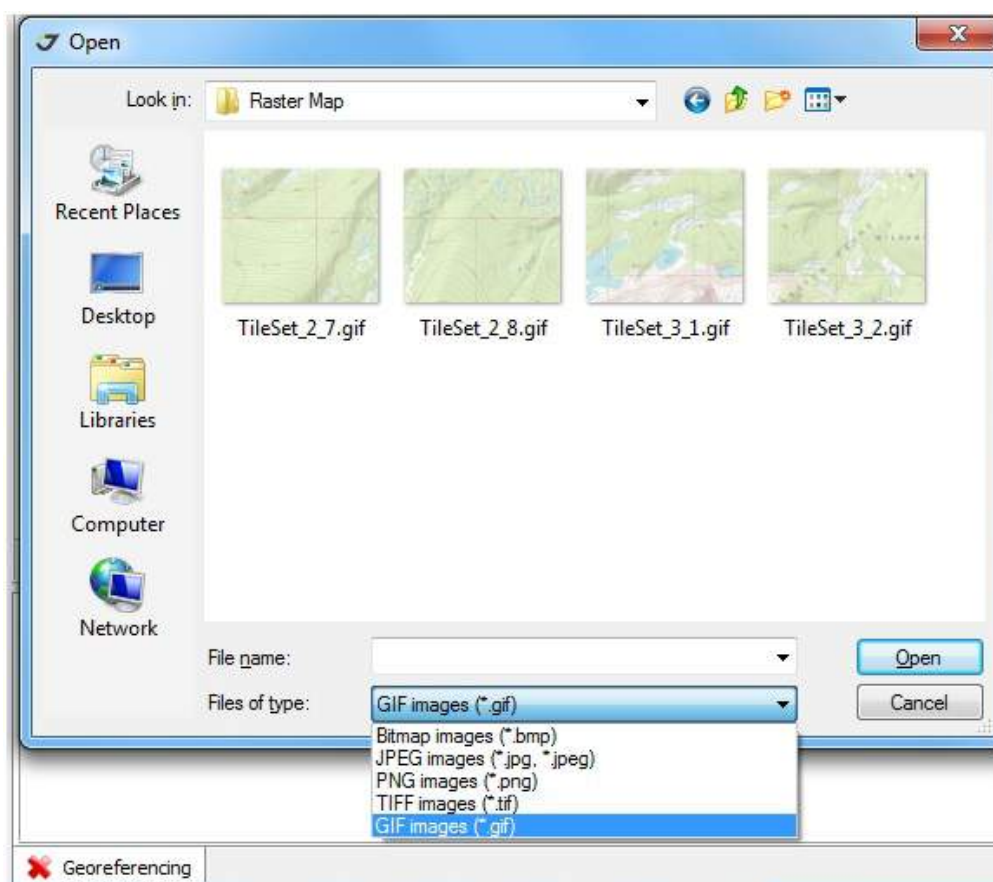 Open
Look in:
Raster Map
Recent Places
Desktop
Libraries
Computer
Network
TileSet_2_7.gif
TileSet_2_8.gif
TileSet_3_1.gif
TileSet_3_2.gif
File name:
Open
Files of type:
GIF images (*.gif)
Cancel
Bitmap images (*.bmp)
JPEG images (*.jpg, *.jpeg)
PNG images (*.png)
TIFF images (*.tif)
GIF images (*.gif)
Georeferencing